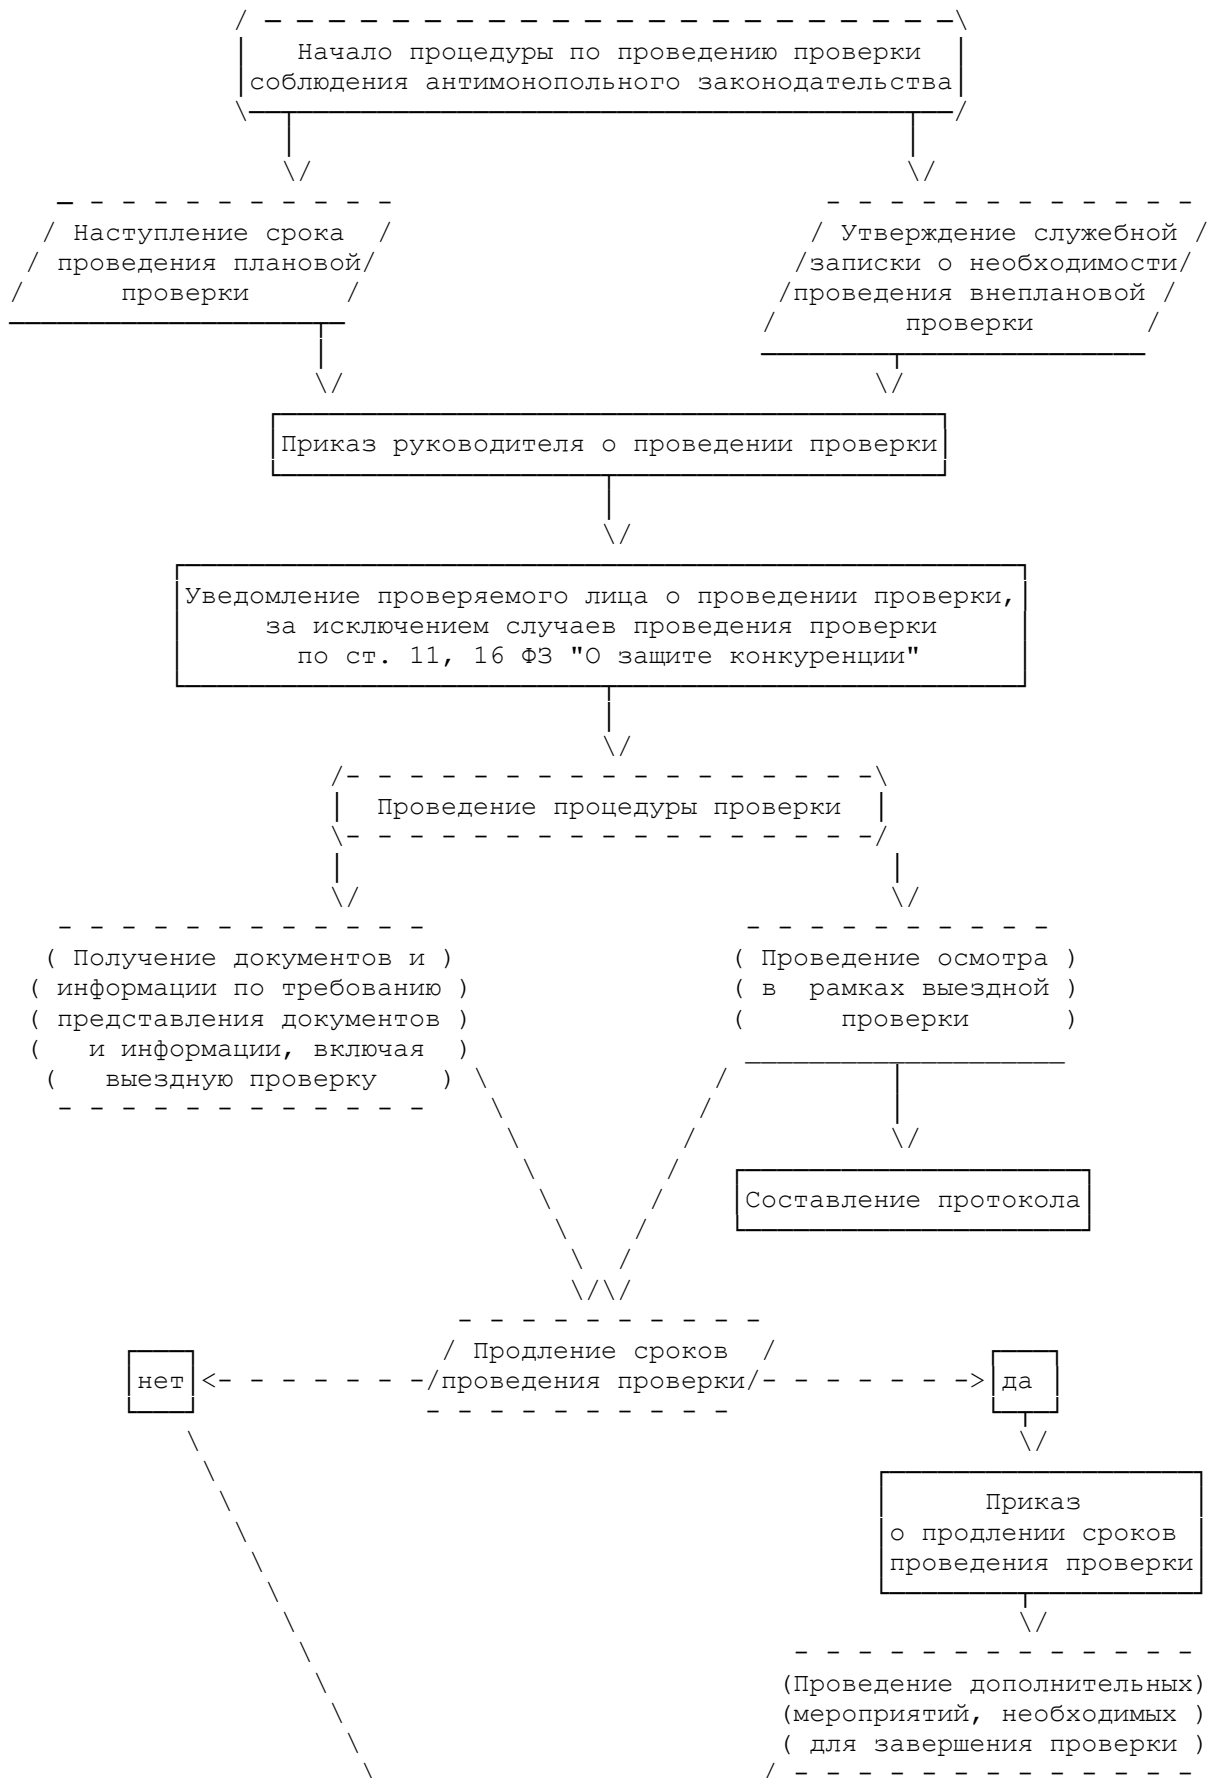 Начало процедуры по проведению проверки
соблюдения антимонопольного законодательства
Наступление срока
проведения плановой
проверки
Утверждение служебной
записки о необходимости
проведения внеплановой
проверки
Приказ руководителя о проведении проверки
Уведомление проверяемого лица о проведении проверки,
за исключением случаев проведения проверки
по ст. 11, 16 ФЗ "О защите конкуренции"
Проведение процедуры проверки
Получение документов и
информации по требованию
представления документов
и информации, включая
выездную проверку
Проведение осмотра
в рамках выездной
проверки
Составление протокола
Продление сроков
проведения проверки
нет
да
Приказ
о продлении сроков
проведения проверки
(Проведение дополнительных)
(мероприятий, необходимых )
( для завершения проверки )